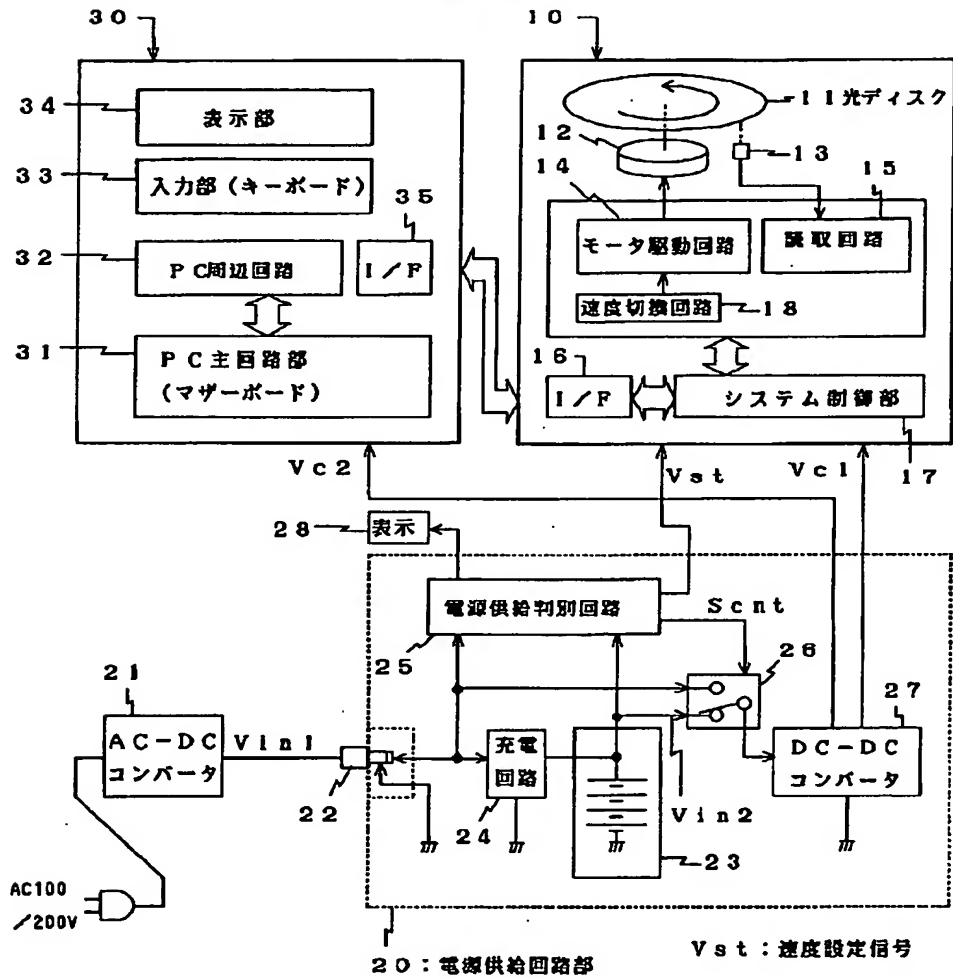 30
10
34
表示部
33
入力部(キーボード)
35
32
PC周辺回路
I/F
31
PC主回路部
(マザーボード)
11光ディスク
12
13
14
15
モータ駆動回路
読取回路
速度切換回路
18
16
I/F
システム制御部
17
Vc2
Vst
Vc1
28
表示
電源供給判別回路
Scnt
25
26
21
27
AC-DC
コンバータ
Vin1
22
充電
回路
24
23
Vin2
DC-DC
コンバータ
AC100
/200V
20:電源供給回路部
Vst:速度設定信号